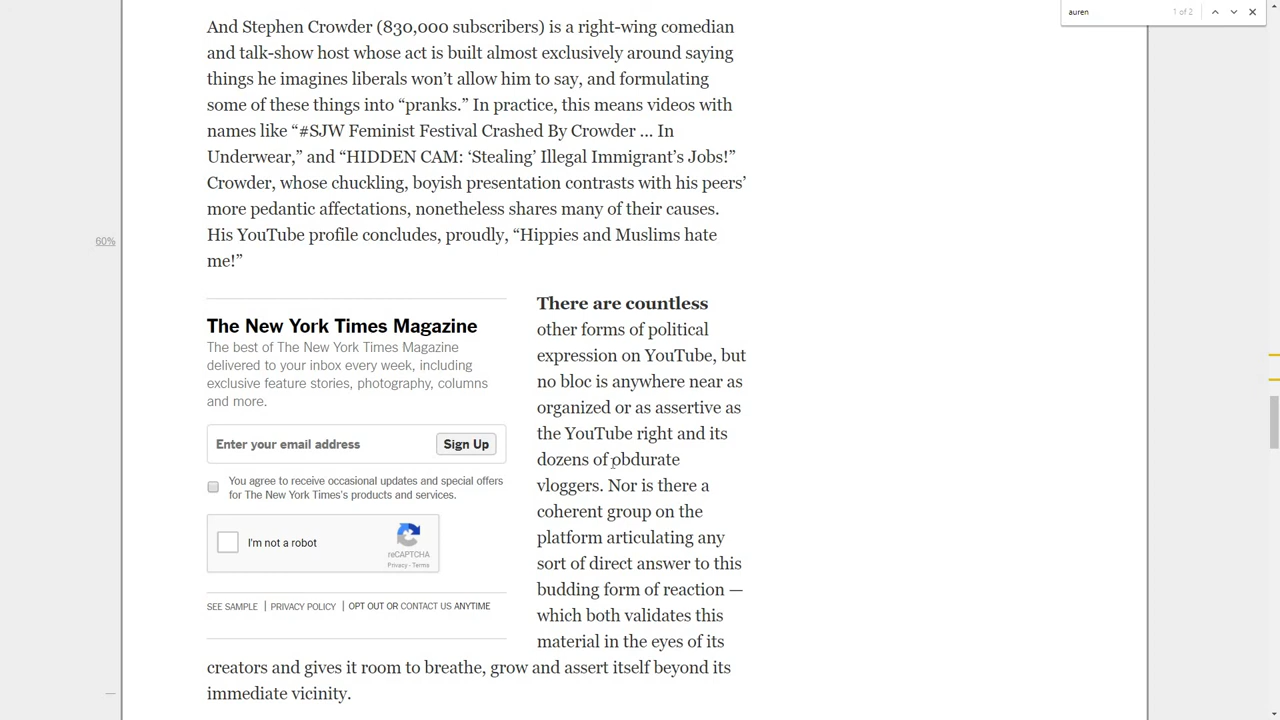 auren 1 of 2
And Stephen Crowder (830,000 subscribers) is a right-wing comedian
and talk-show host whose act is built almost exclusively around saying
things he imagines liberals won’t allow him to say, and formulating
some of these things into “pranks.” In practice, this means videos with
names like “#SJW Feminist Festival Crashed By Crowder ... In
Underwear,” and “HIDDEN CAM: ‘Stealing’ Illegal Immigrant’s Jobs!”
Crowder, whose chuckling, boyish presentation contrasts with his peers’
more pedantic affectations, nonetheless shares many of their causes.
His YouTube profile concludes, proudly, “Hippies and Muslims hate
me!”
60%
The New York Times Magazine
The best of The New York Times Magazine
delivered to your inbox every week, including
exclusive feature stories, photography, columns
and more.
Enter your email address Sign Up
You agree to receive occasional updates and special offers
for The New York Times's products and services.
I'm not a robot
reCAPTCHA
Privacy - Terms
SEE SAMPLE | PRIVACY POLICY | OPT OUT OR CONTACT US ANYTIME
There are countless
other forms of political
expression on YouTube, but
no bloc is anywhere near as
organized or as assertive as
the YouTube right and its
dozens of obdurate
vloggers. Nor is there a
coherent group on the
platform articulating any
sort of direct answer to this
budding form of reaction —
which both validates this
material in the eyes of its
creators and gives it room to breathe, grow and assert itself beyond its
immediate vicinity.